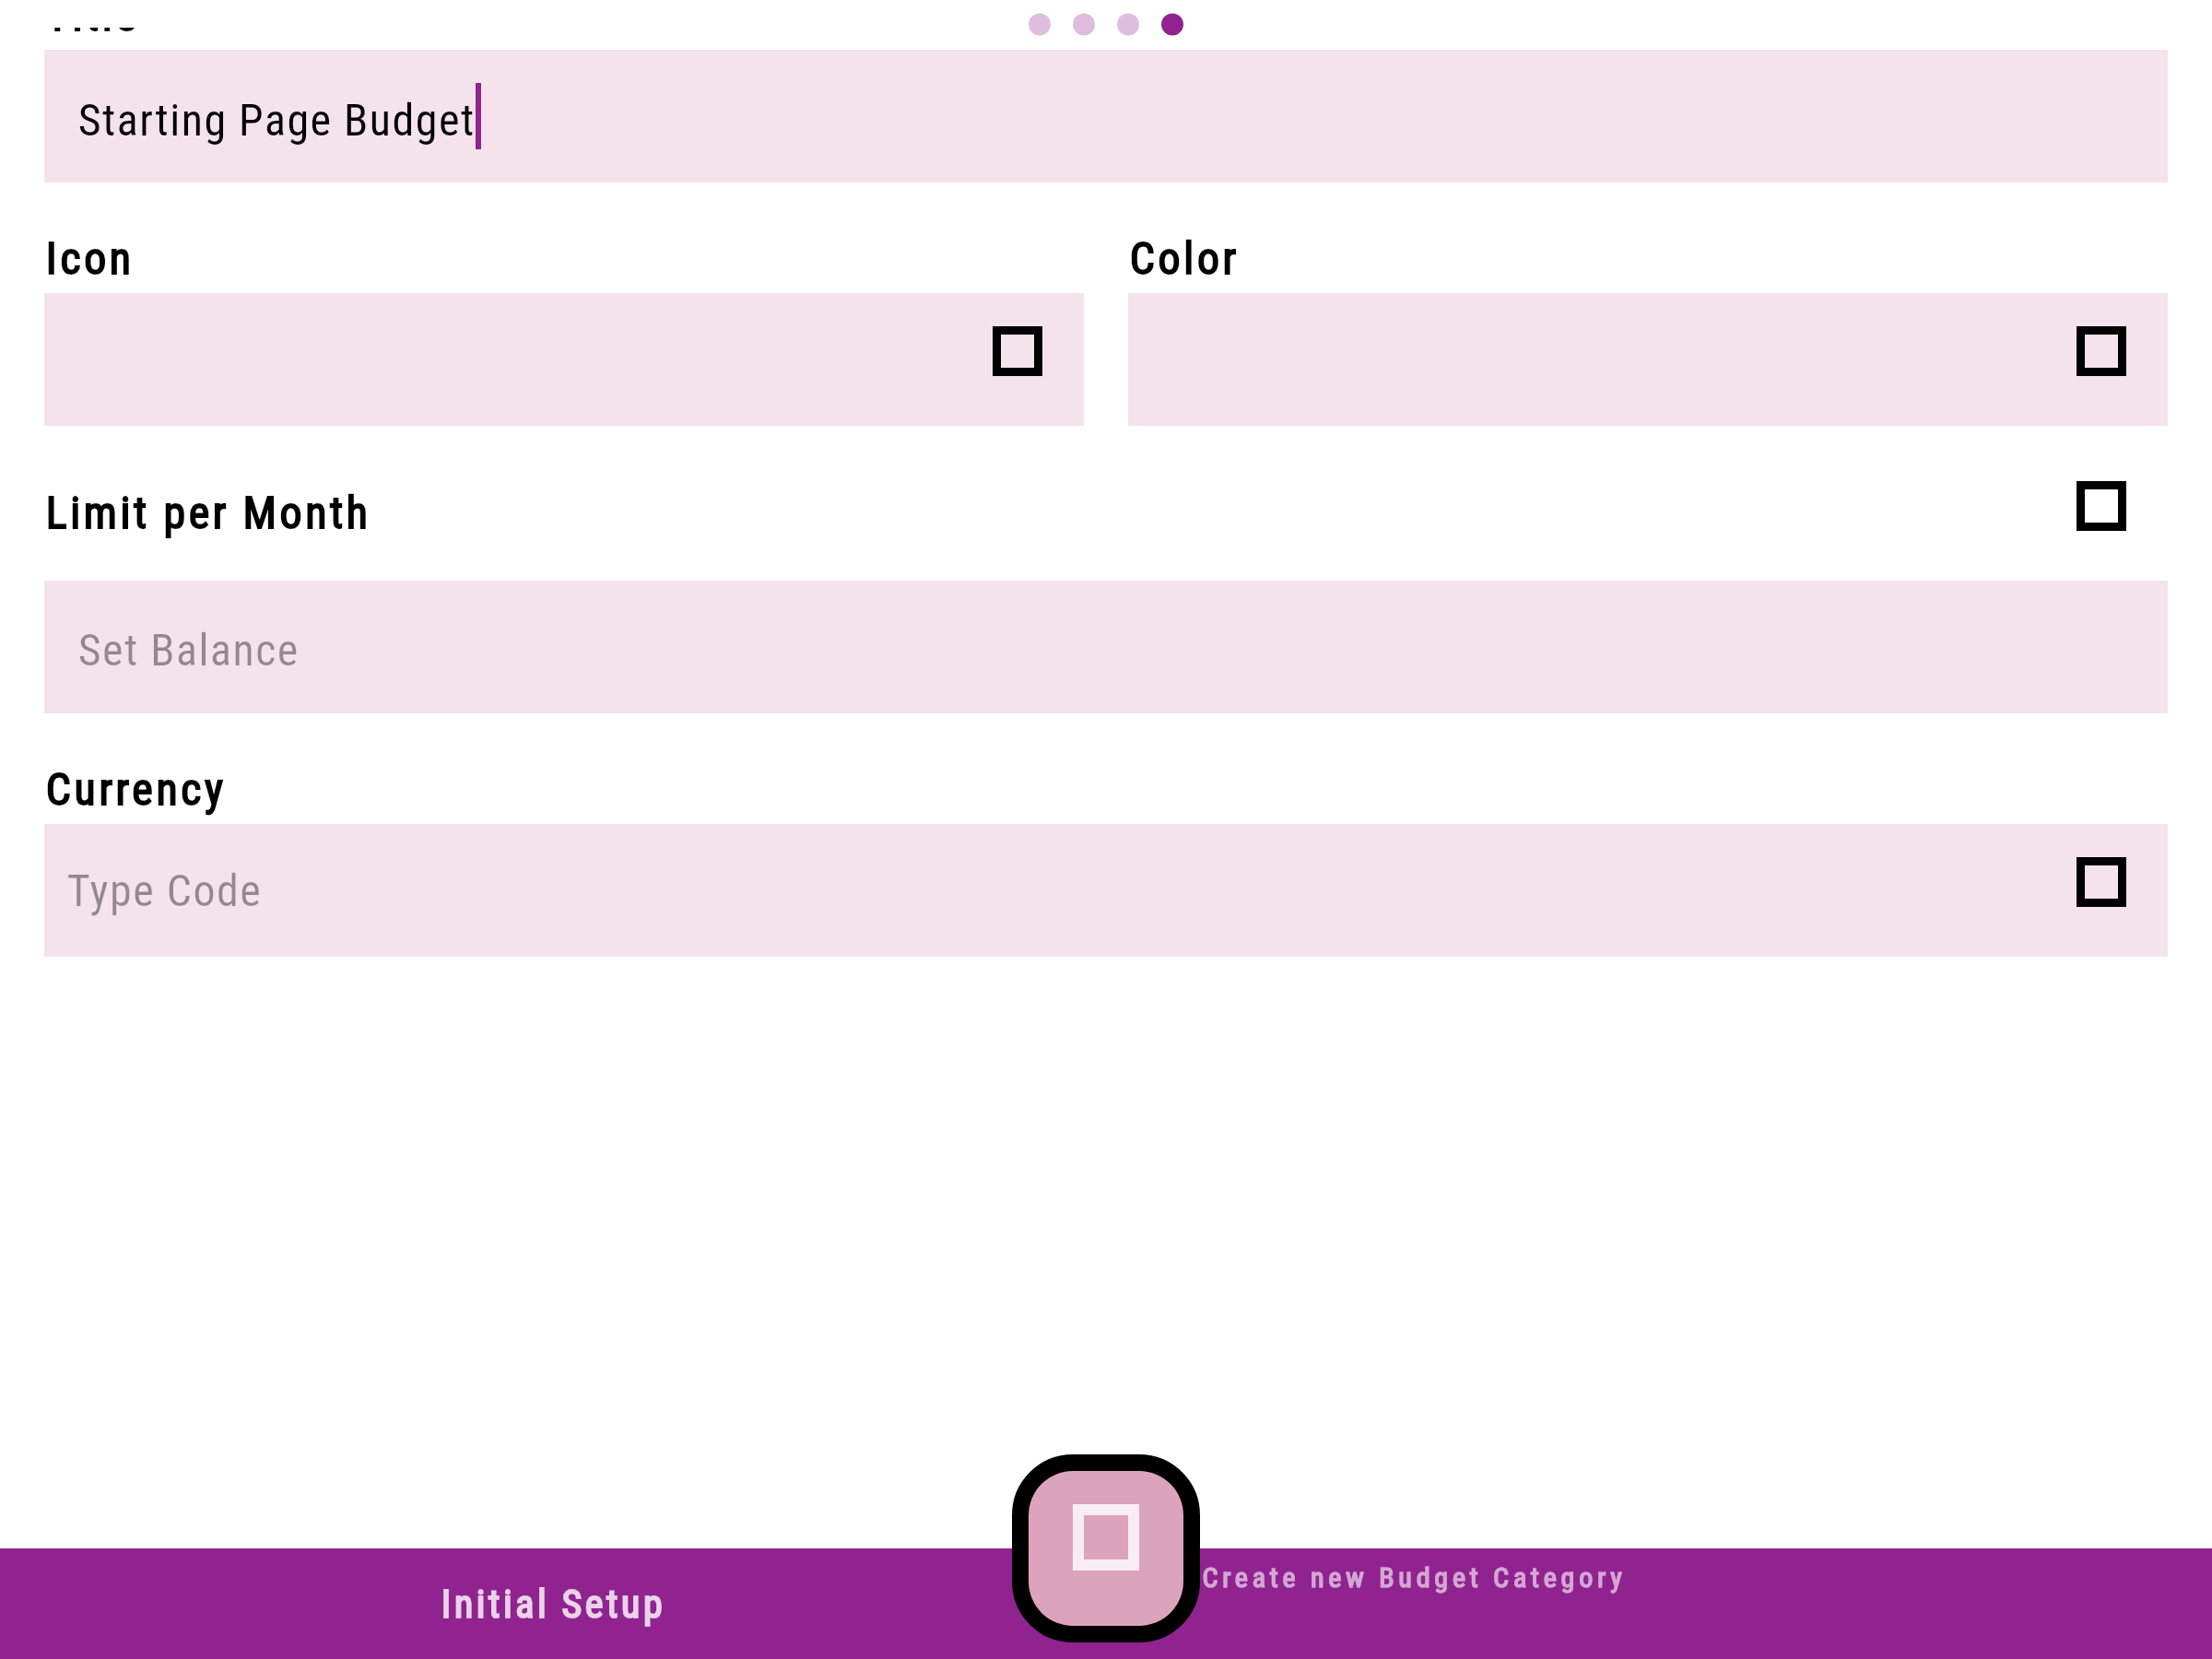 Starting Page Budget
Icon
Color
Limit per Month
Set Balance
Currency
Type Code
Initial Setup
Create new Budget Category